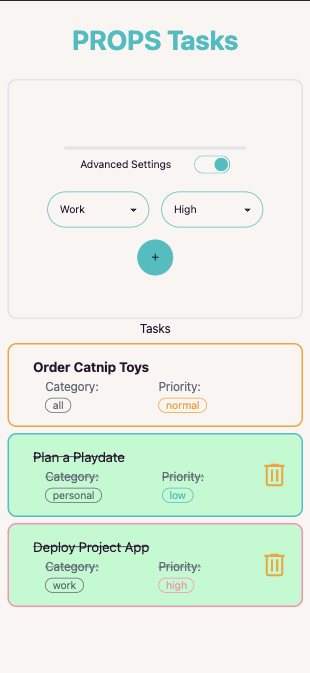 PROPS Tasks
Advanced Settings
Work High
+
Tasks
Order Catnip Toys
Category: Priority:
all normal
Plan a Playdate
Category: Priority:
personal low
Deploy Project App
Category: Priority:
work high